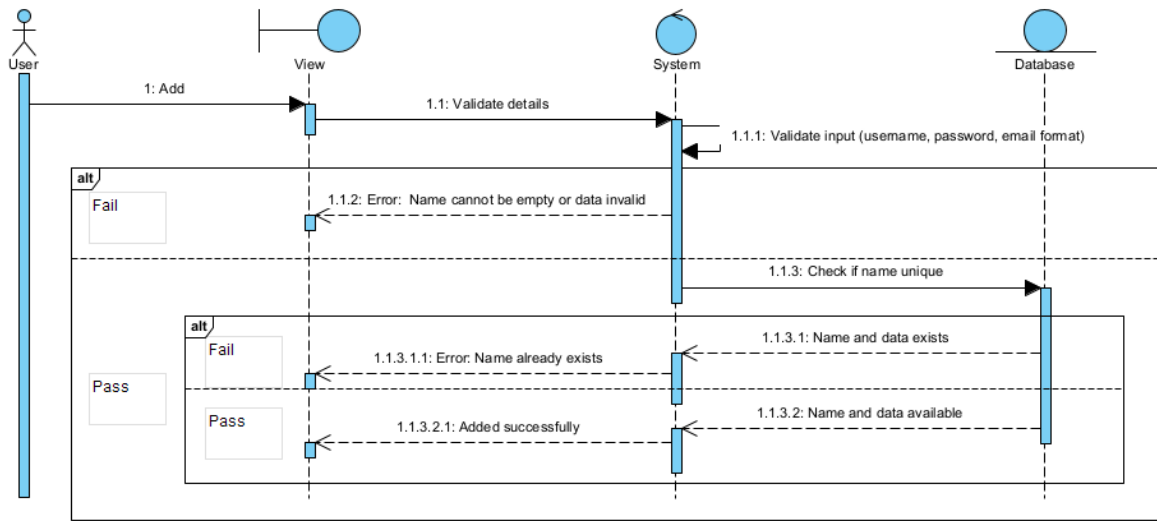 User
View
System
Database
1: Add
1.1: Validate details
1.1.1: Validate input (username, password, email format)
alt
Fail
1.1.2: Error:  Name cannot be empty or data invalid
1.1.3: Check if name unique
alt
Fail
1.1.3.1: Name and data exists
1.1.3.1.1: Error: Name already exists
Pass
Pass
1.1.3.2: Name and data available
1.1.3.2.1: Added successfully